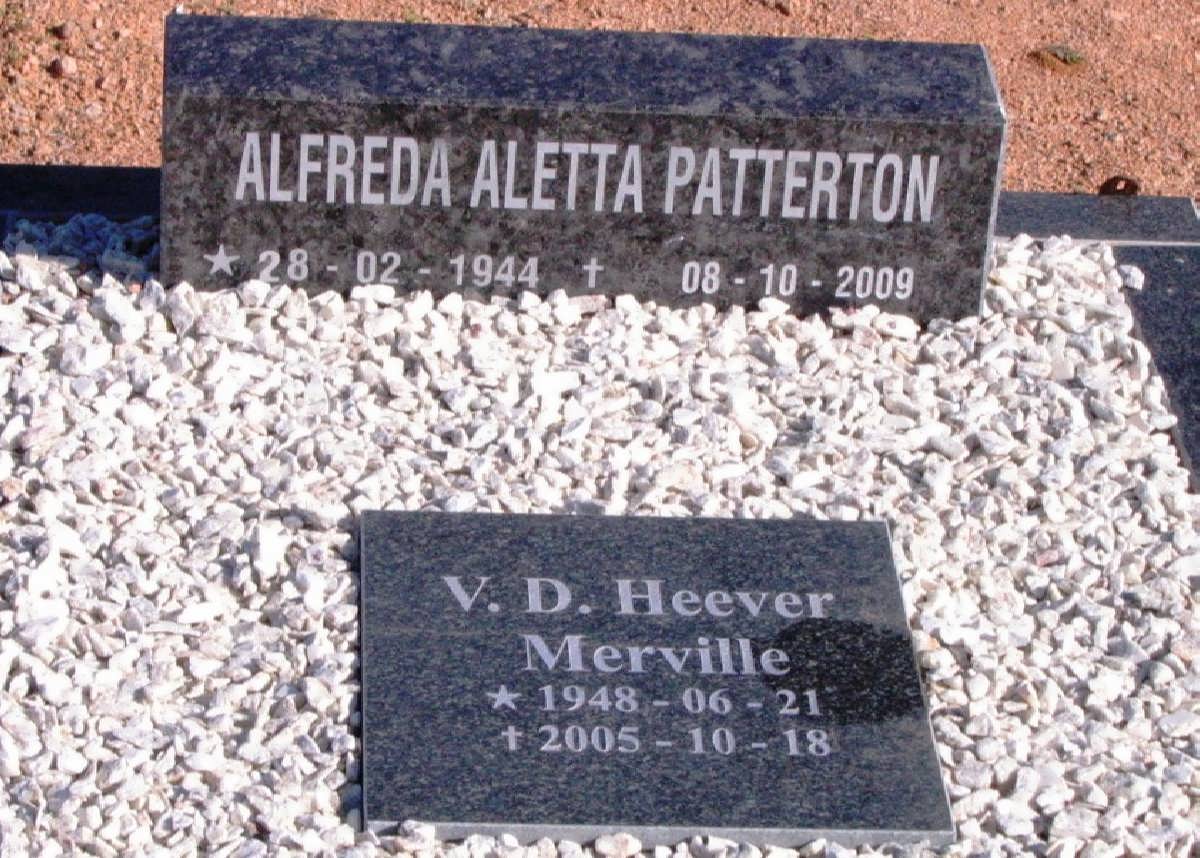 ALFREDA ALETTA PATTERTON
★ 28 - 02 - 1944 † 08 - 10 - 2009
V. D. Heever
Merville
★ 1948 - 06 - 21
† 2005 - 10 - 18